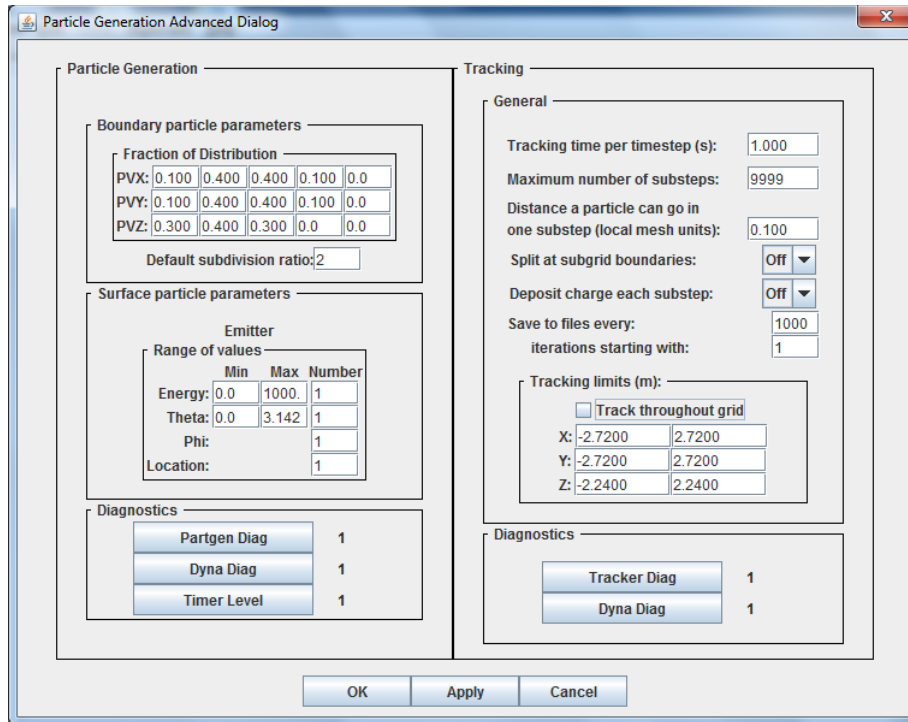 Particle Generation Advanced Dialog
Particle Generation
Boundary particle parameters
Fraction of Distribution
PVX: 0.100 0.400 0.400 0.100 0.0
PVY: 0.100 0.400 0.400 0.100 0.0
PVZ: 0.300 0.400 0.300 0.0 0.0
Default subdivision ratio: 2
Surface particle parameters
Emitter
Range of values
Min Max Number
Energy: 0.0 1000. 1
Theta: 0.0 3.142 1
Phi: 1
Location: 1
Diagnostics
Partgen Diag 1
Dyna Diag 1
Timer Level 1
Tracking
General
Tracking time per timestep (s): 1.000
Maximum number of substeps: 9999
Distance a particle can go in
one substep (local mesh units): 0.100
Split at subgrid boundaries: Off
Deposit charge each substep: Off
Save to files every: 1000
iterations starting with: 1
Tracking limits (m):
Track throughout grid
X: -2.7200 2.7200
Y: -2.7200 2.7200
Z: -2.2400 2.2400
Diagnostics
Tracker Diag 1
Dyna Diag 1
OK Apply Cancel